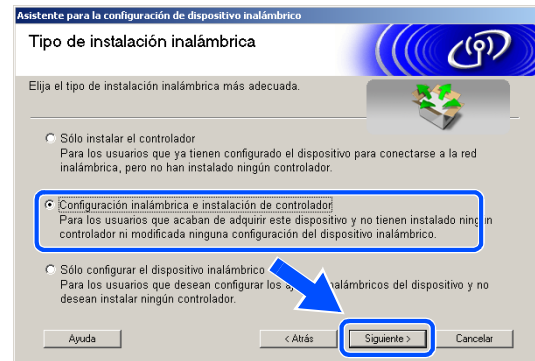 Asistente para la configuración de dispositivo inalámbrico
Tipo de instalación inalámbrica
Elija el tipo de instalación inalámbrica más adecuada.
Sólo instalar el controlador
Para los usuarios que ya tienen configurado el dispositivo para conectarse a la red
inalámbrica, pero no han instalado ningún controlador.
Configuración inalámbrica e instalación de controlador
Para los usuarios que acaban de adquirir este dispositivo y no tienen instalado ningún
controlador ni modificada ninguna configuración del dispositivo inalámbrico.
Sólo configurar el dispositivo inalámbrico
Para los usuarios que desean configurar los inalámbricos del dispositivo y no
desean instalar ningún controlador.
Ayuda
< Atrás
Siguiente >
Cancelar